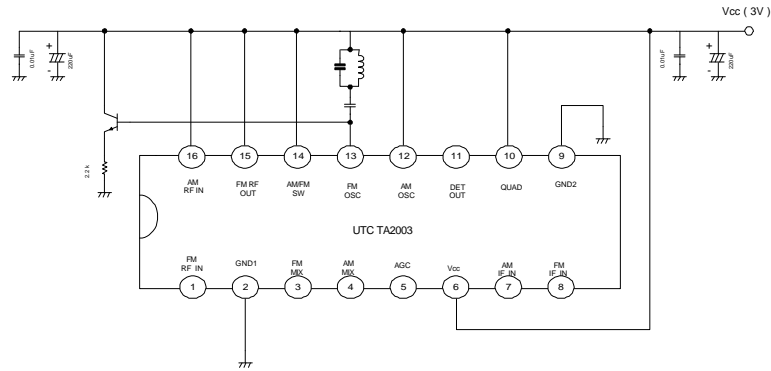 Vcc ( 3V )
+
-
0.01uF
220uF
+
-
0.01uF
220uF
2.2 k
16 15 14 13 12 11 10 9
AM RF IN
FM RF OUT
AM/FM SW
FM OSC
AM OSC
DET OUT
QUAD
GND2
UTC TA2003
FM RF IN
GND1
FM MIX
AM MIX
AGC
Vcc
AM IF IN
FM IF IN
1 2 3 4 5 6 7 8